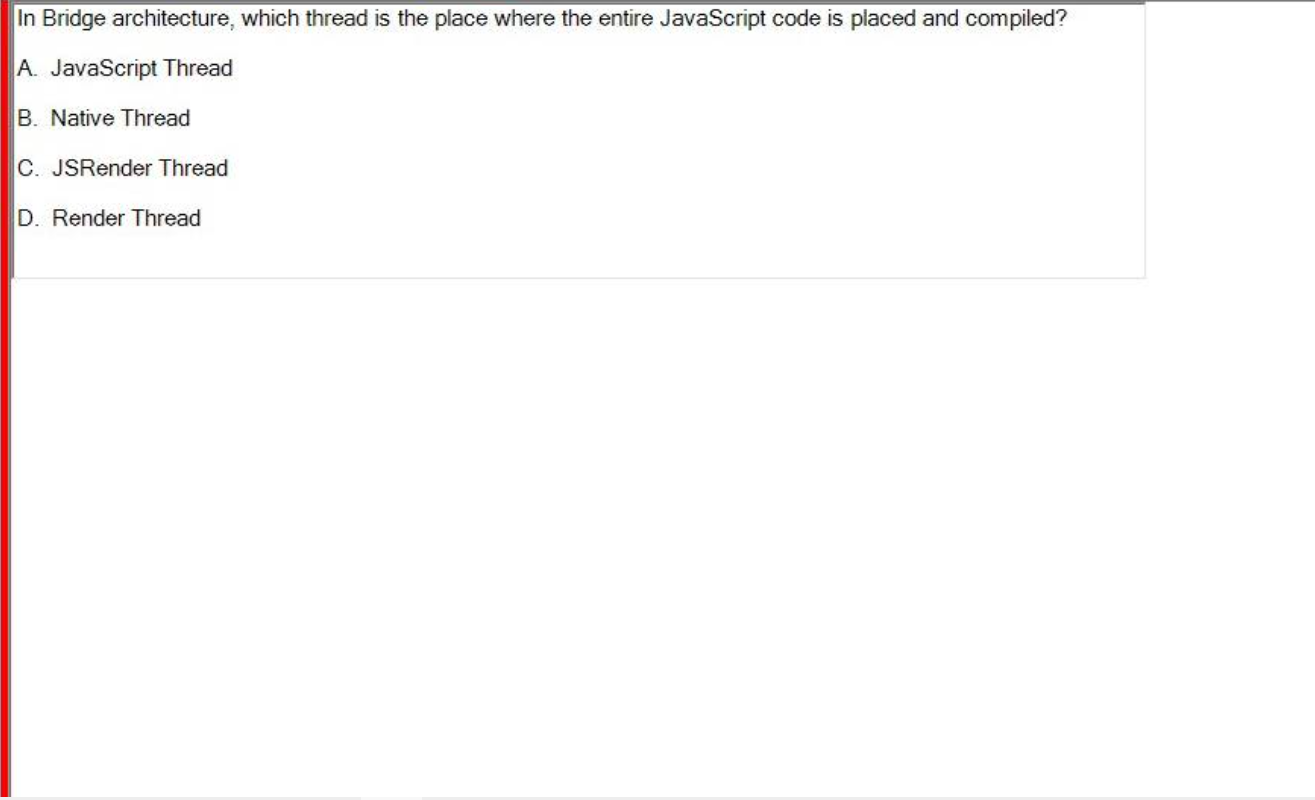 In Bridge architecture, which thread is the place where the entire JavaScript code is placed and compiled?
A. JavaScript Thread
B. Native Thread
C. JSRender Thread
D. Render Thread